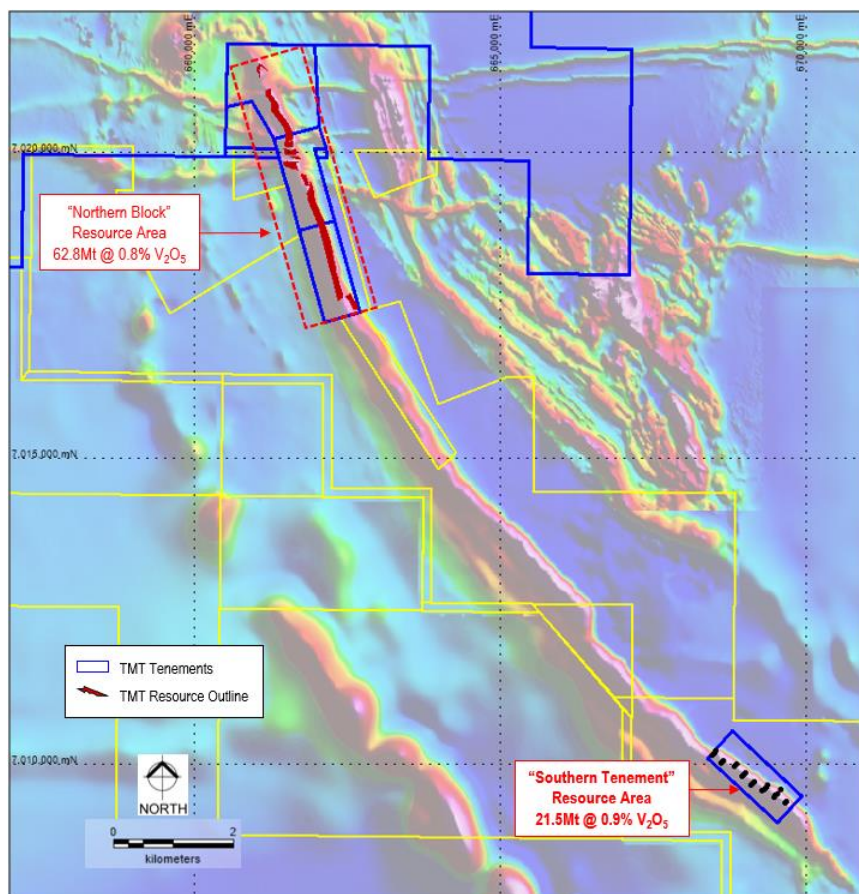 660,000 mE
665,000 mE
670,000 mE
7,020,000 mN
“Northern Block”
Resource Area
62.8Mt @ 0.8% V₂O₅
7,015,000 mN
TMT Tenements
TMT Resource Outline
7,010,000 mN
NORTH
“Southern Tenement”
Resource Area
21.5Mt @ 0.9% V₂O₅
0 2
kilometers